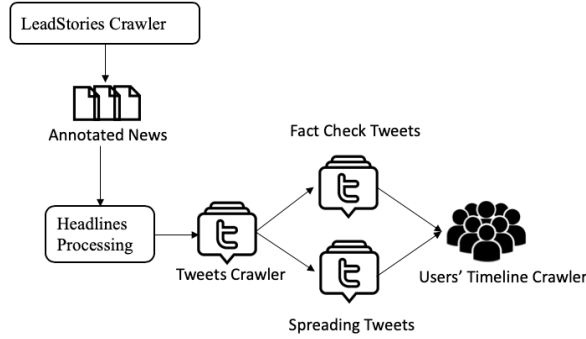 LeadStories Crawler
Annotated News
Fact Check Tweets
Headlines
Processing
Tweets Crawler
Users' Timeline Crawler
Spreading Tweets